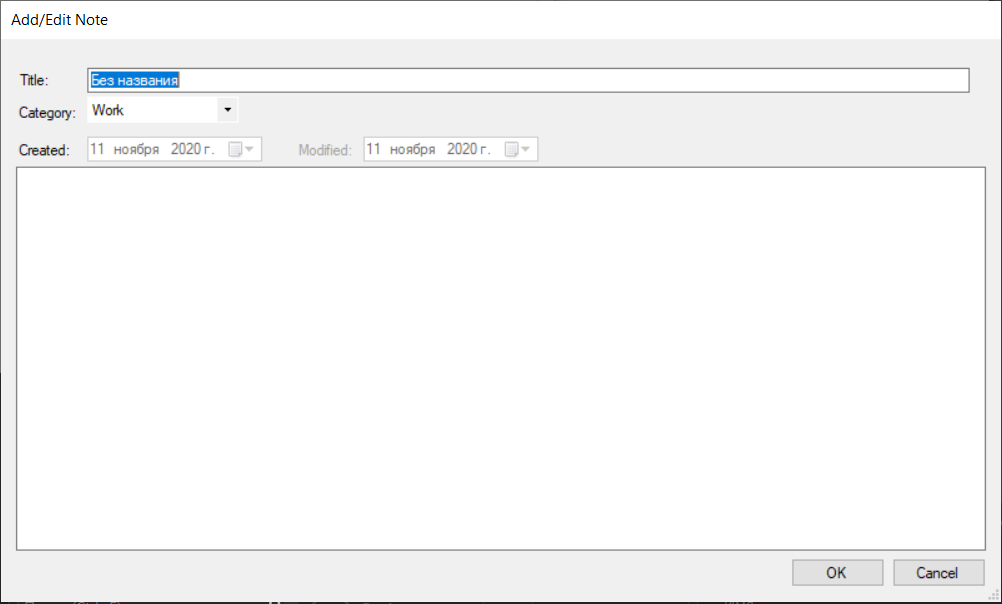 Add/Edit Note
Title: Без названия
Category: Work
Created: 11 ноября 2020 г. Modified: 11 ноября 2020 г.
OK Cancel